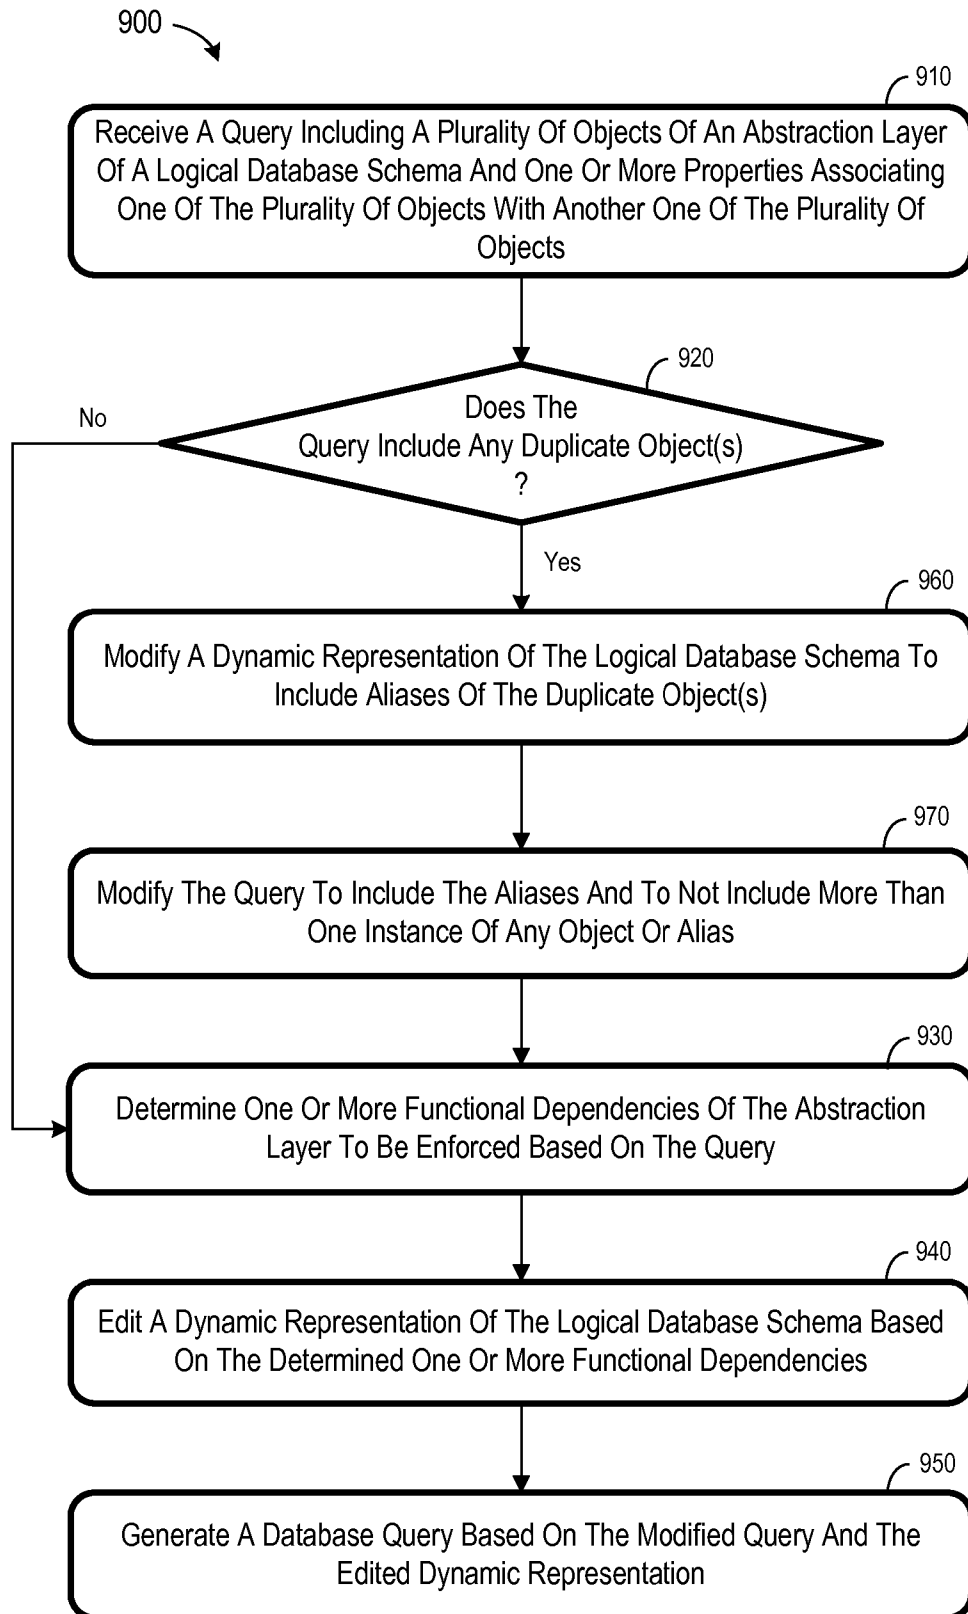 900
910
Receive A Query Including A Plurality Of Objects Of An Abstraction Layer
Of A Logical Database Schema And One Or More Properties Associating
One Of The Plurality Of Objects With Another One Of The Plurality Of
Objects
920
No
Does The
Query Include Any Duplicate Object(s)
?
Yes
960
Modify A Dynamic Representation Of The Logical Database Schema To
Include Aliases Of The Duplicate Object(s)
970
Modify The Query To Include The Aliases And To Not Include More Than
One Instance Of Any Object Or Alias
930
Determine One Or More Functional Dependencies Of The Abstraction
Layer To Be Enforced Based On The Query
940
Edit A Dynamic Representation Of The Logical Database Schema Based
On The Determined One Or More Functional Dependencies
950
Generate A Database Query Based On The Modified Query And The
Edited Dynamic Representation